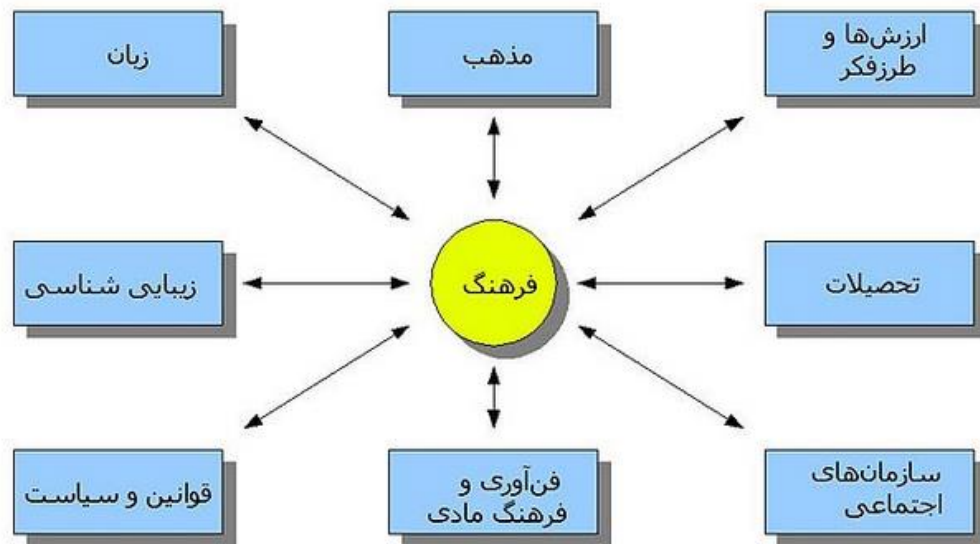 ارزش‌ها و
طرزفکر
مذهب
زبان
تحصیلات
فرهنگ
زیبایی شناسی
سازمان‌های
اجتماعی
فن‌آوری و
فرهنگ مادی
قوانین و سیاست